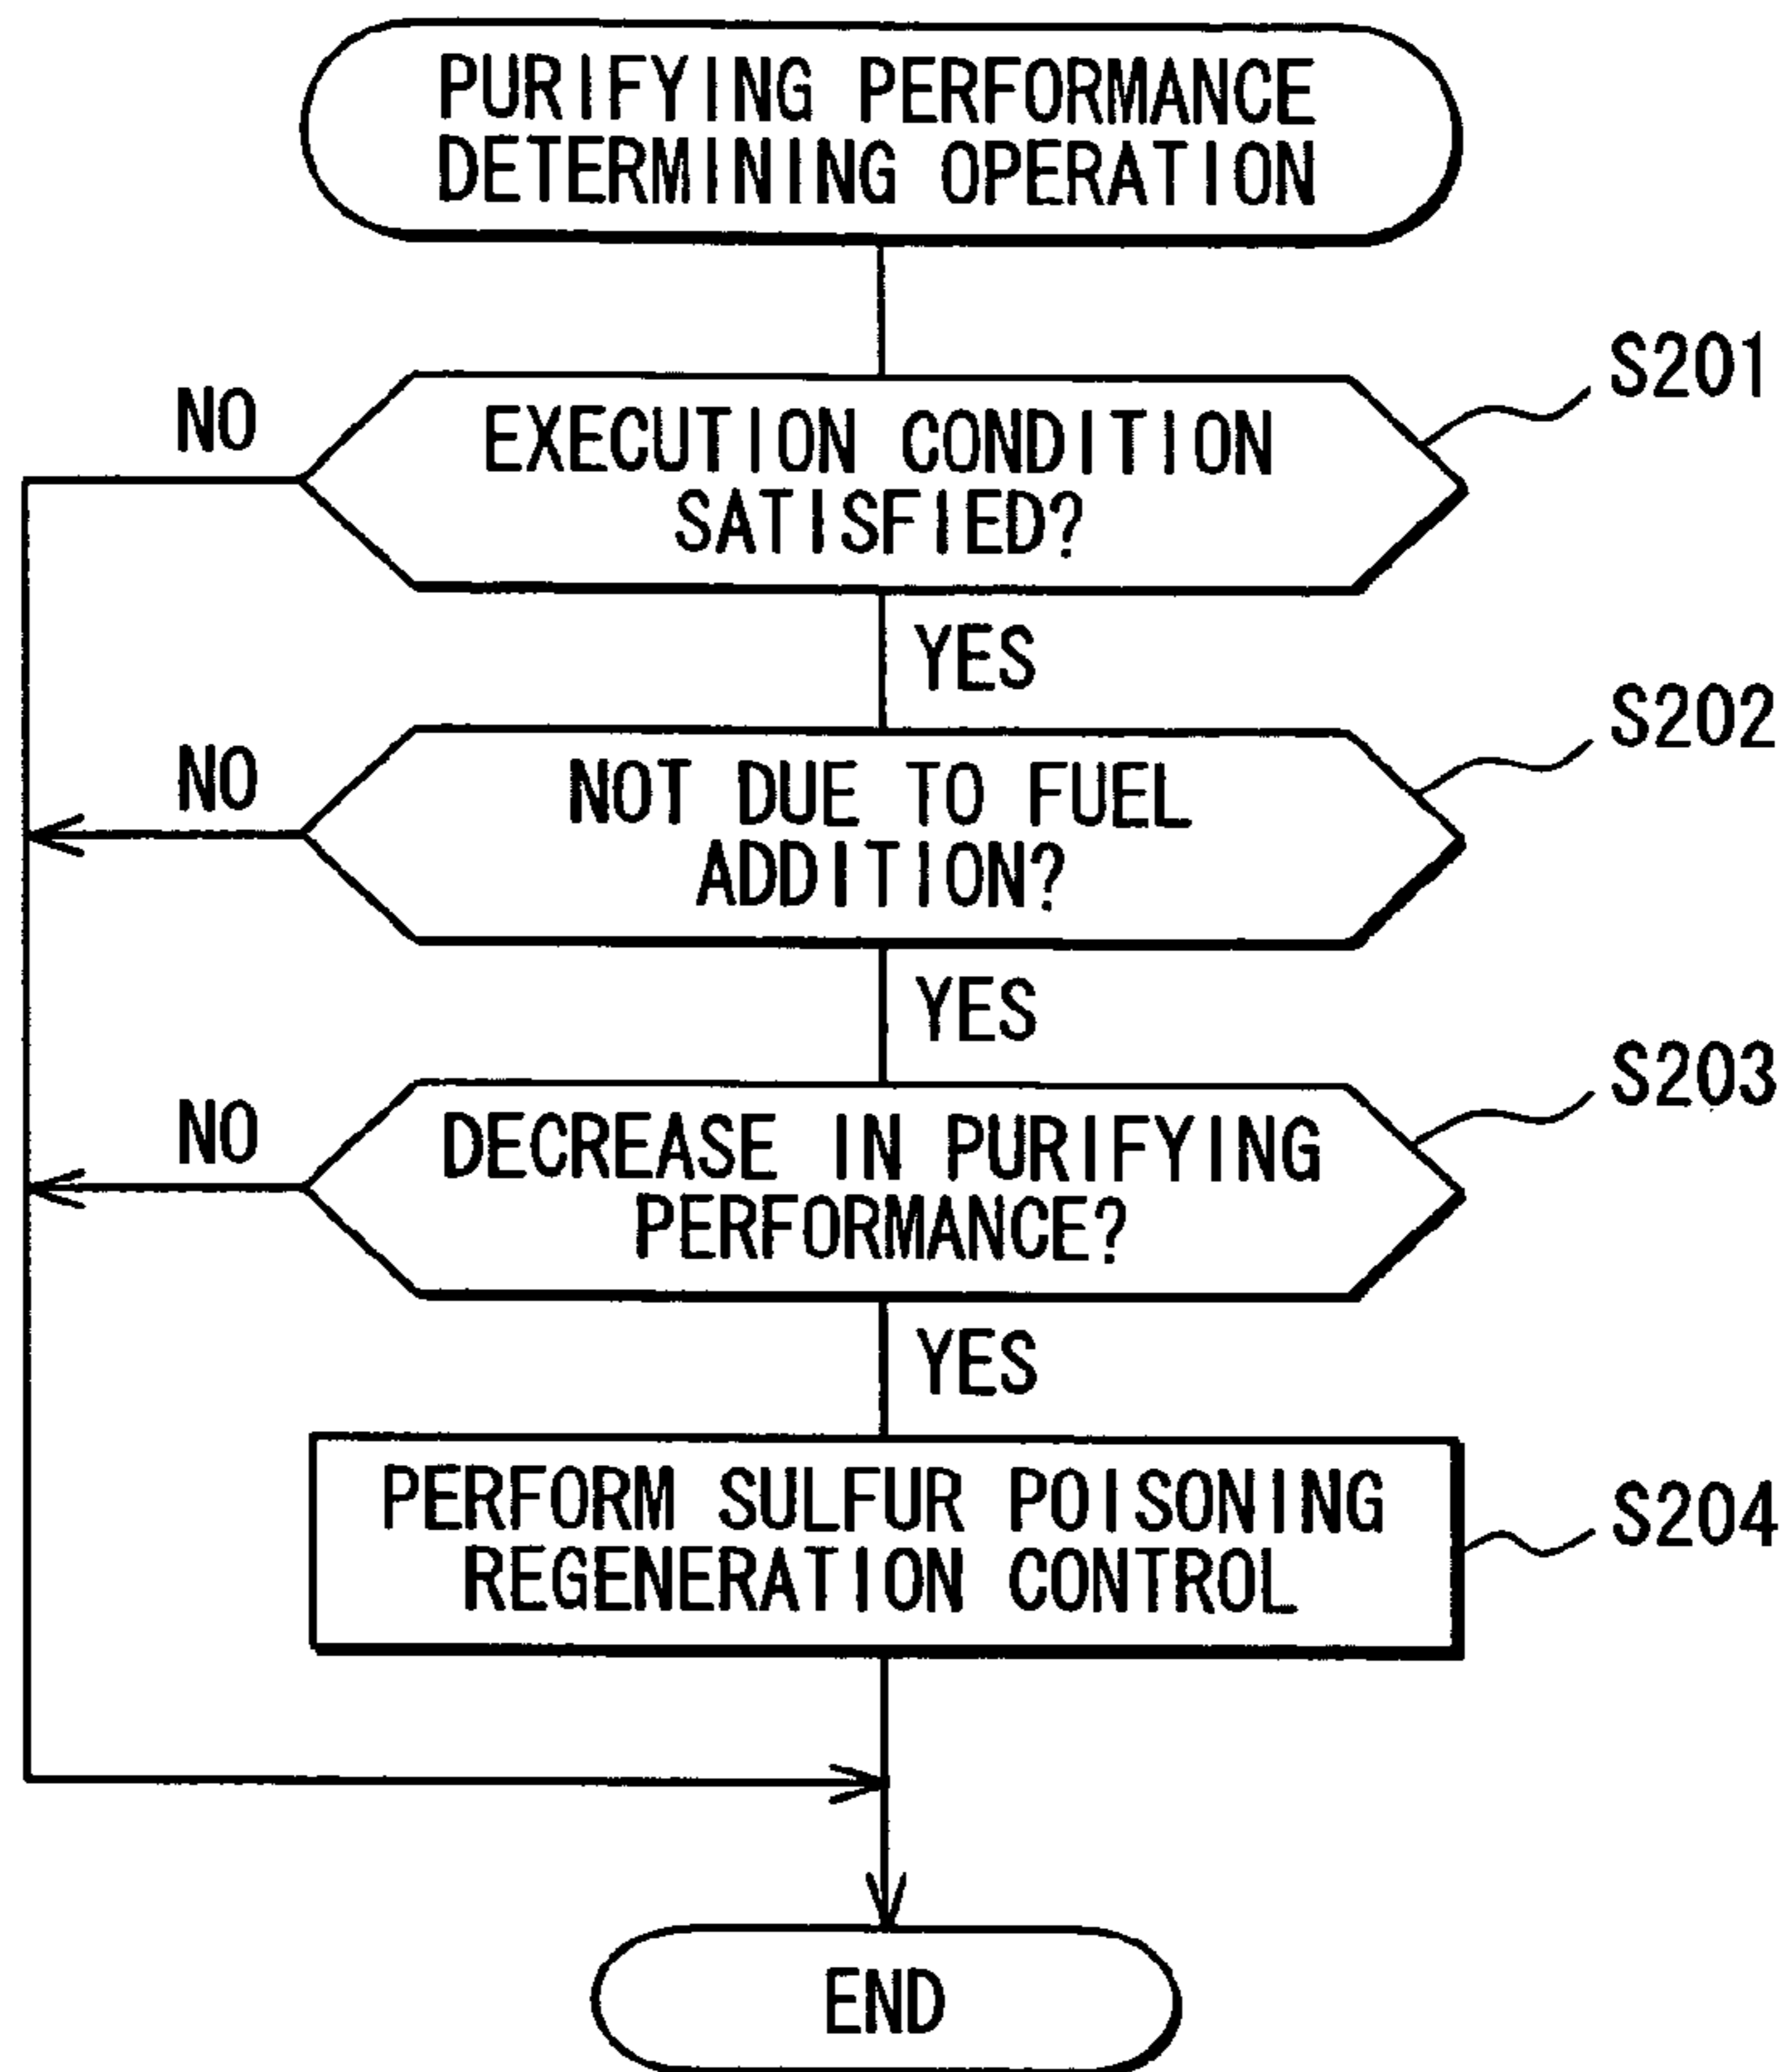 PURIFYING PERFORMANCE
DETERMINING OPERATION
S201
NO
EXECUTION CONDITION
SATISFIED?
YES
S202
NO
NOT DUE TO FUEL
ADDITION?
YES
S203
NO
DECREASE IN PURIFYING
PERFORMANCE?
YES
PERFORM SULFUR POISONING
REGENERATION CONTROL
S204
END